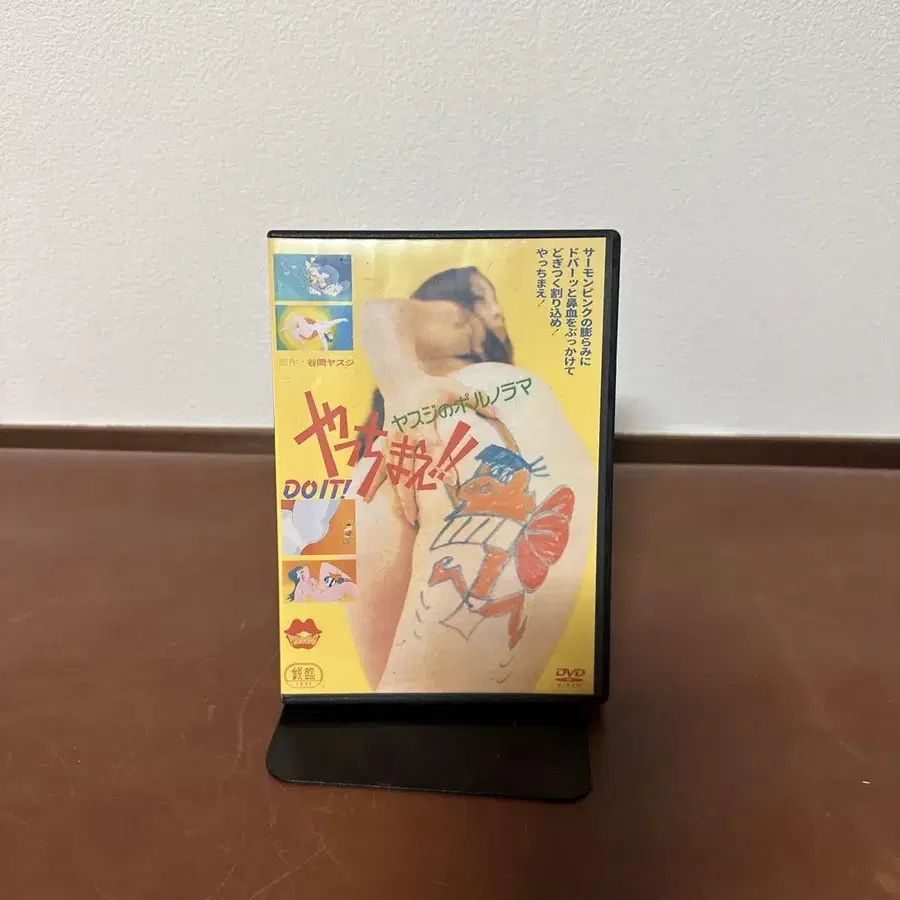 サーモンピンクの膨らみに
ドバーッと鼻血をぶっかけて
どぎつく割り込め!
やっちまえ!
原作・谷岡ヤスジ
ヤスジのポルノラマ
やっちまえ!!
DO IT!
DVD
VIDEO